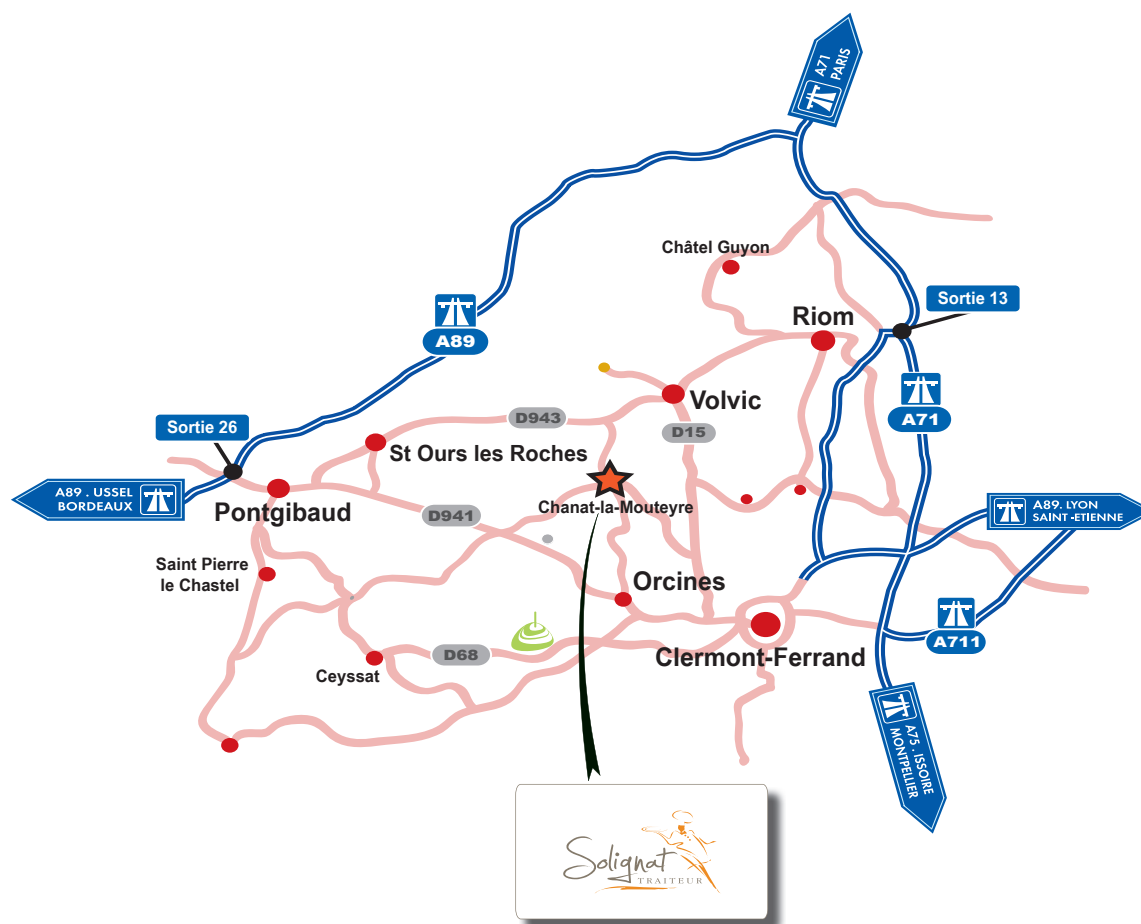 A71
PARIS
Châtel Guyon
Sortie 13
Riom
A89
Volvic
A71
Sortie 26
D943
D15
St Ours les Roches
A89 . USSEL
BORDEAUX
Pontgibaud
D941
Chanat-la-Mouteyre
A89. LYON
SAINT-ETIENNE
Saint Pierre
le Chastel
Orcines
A711
D68
Clermont-Ferrand
Ceyssat
A75 . ISSOIRE
MONTPELLIER
Solignat
TRAITEUR